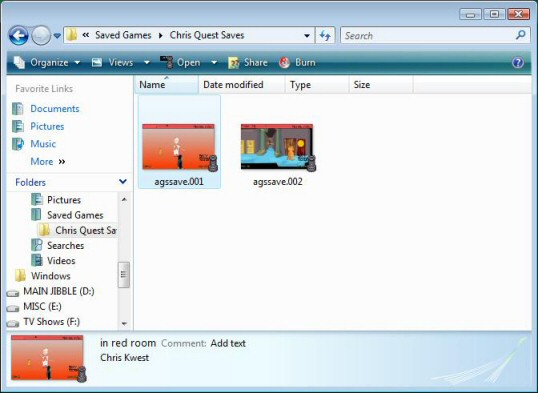 « Saved Games ▸ Chris Quest Saves
Search
Organize Views Open Share Burn
Favorite Links
Documents
Pictures
Music
More »
Folders
Pictures
Saved Games
Chris Quest Sav
Searches
Videos
Windows
MAIN JIBBLE (D:)
MISC (E:)
TV Shows (F:)
Name Date modified Type Size
agssave.001 agssave.002
in red room Comment: Add text
Chris Kwest